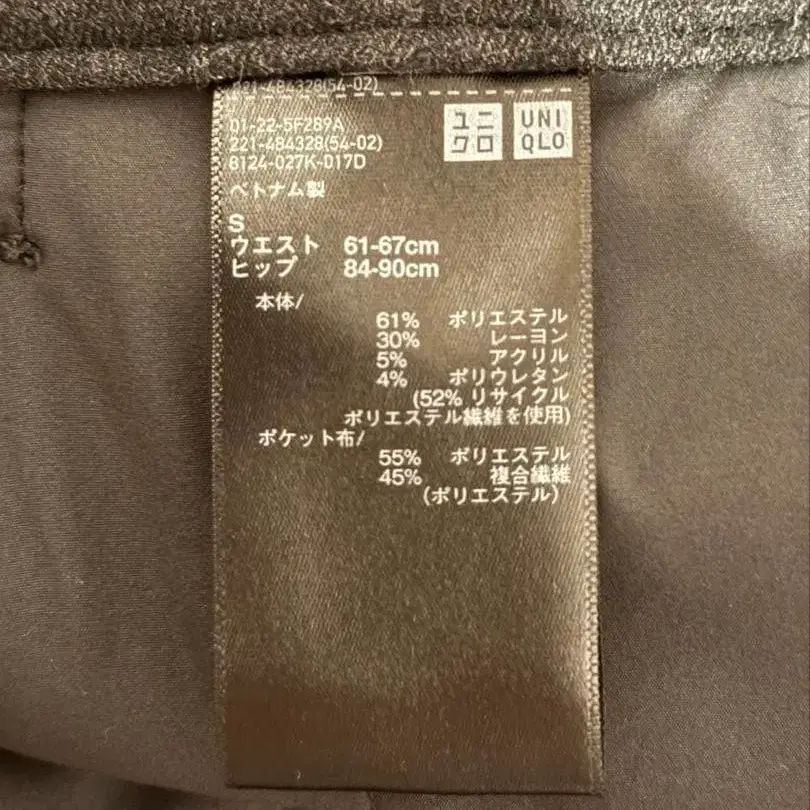 221-484328(54-02)
01-22-5F289A
221-484328(54-02)
8124-027K-017D
ベトナム製
ユニ
クロ
UNI
QLO
S
ウエスト 61-67cm
ヒップ 84-90cm
本体/
61% ポリエステル
30% レーヨン
5% アクリル
4% ポリウレタン
(52% リサイクル
ポリエステル繊維を使用)
ポケット布/
55% ポリエステル
45% 複合繊維
(ポリエステル)